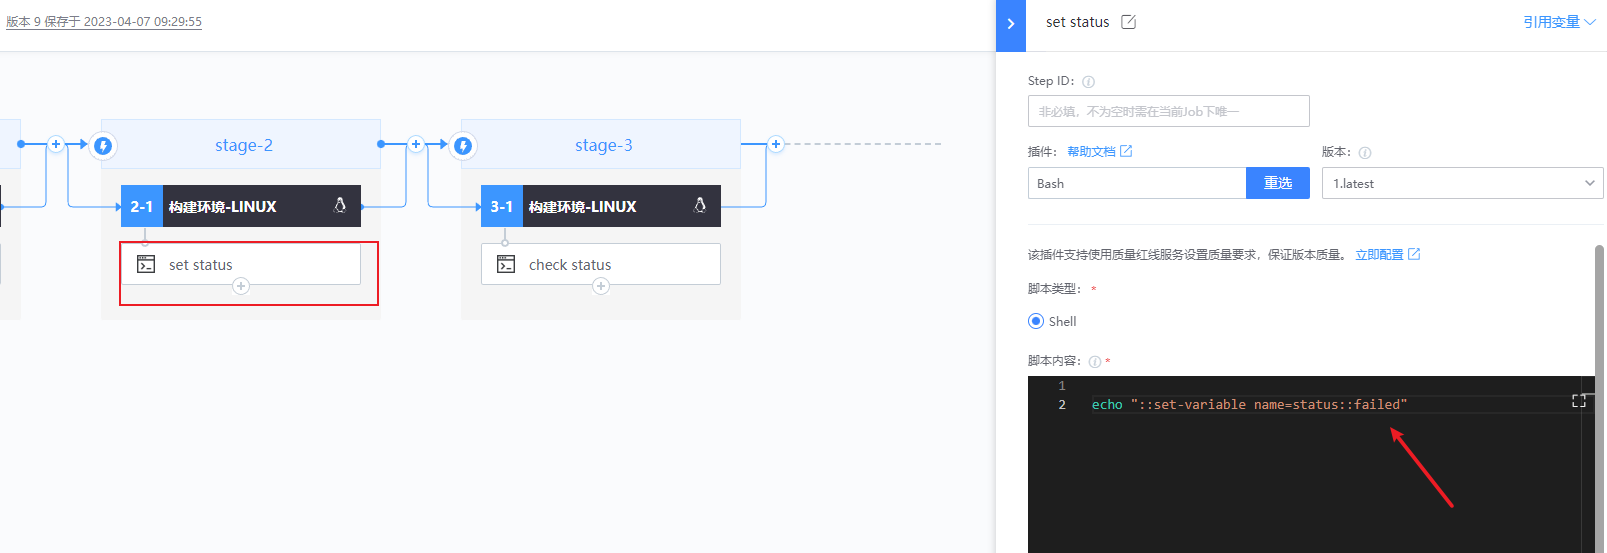 版本 9 保存于 2023-04-07 09:29:55
stage-2
stage-3
2-1 构建环境-LINUX
3-1 构建环境-LINUX
set status
check status
set status
引用变量
Step ID：
非必填，不为空时需在当前Job下唯一
插件： 帮助文档
版本：
Bash
重选
1.latest
该插件支持使用质量红线服务设置质量要求，保证版本质量。 立即配置
脚本类型： *
Shell
脚本内容： *
1
2 echo "::set-variable name=status::failed"